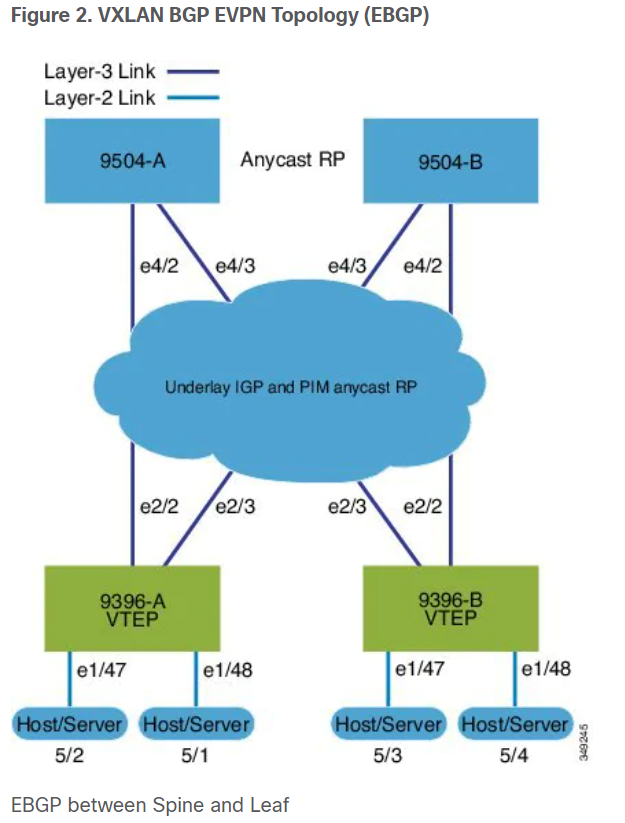 Figure 2. VXLAN BGP EVPN Topology (EBGP)
Layer-3 Link
Layer-2 Link
9504-A
Anycast RP
9504-B
e4/2
e4/3
e4/3
e4/2
Underlay IGP and PIM anycast RP
e2/2
e2/3
e2/3
e2/2
9396-A
VTEP
9396-B
VTEP
e1/47
e1/48
e1/47
e1/48
Host/Server
Host/Server
Host/Server
Host/Server
5/2
5/1
5/3
5/4
349245
EBGP between Spine and Leaf